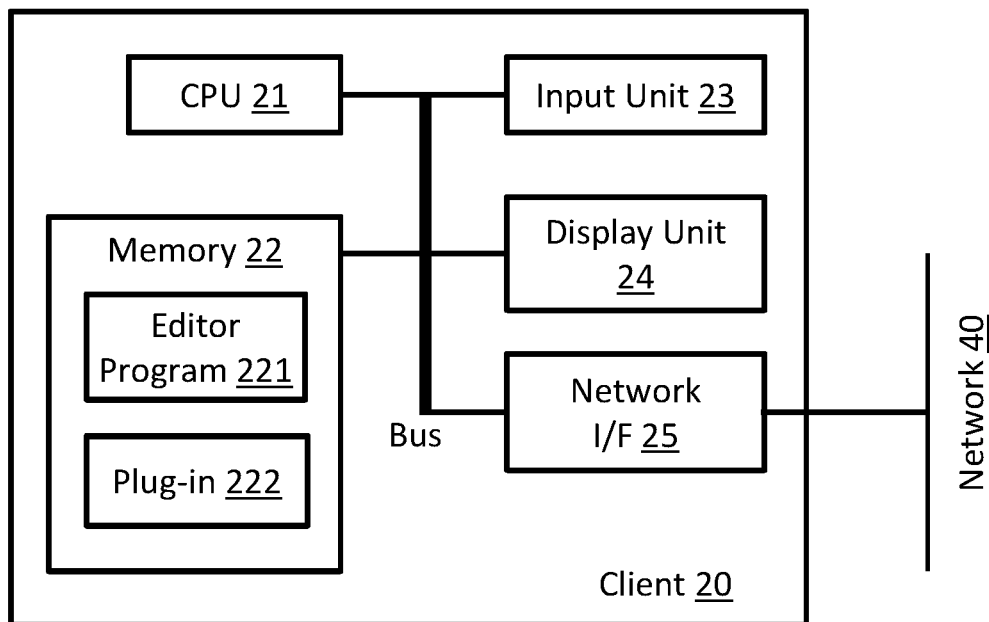 CPU 21
Input Unit 23
Memory 22
Editor
Program 221
Plug-in 222
Display Unit
24
Network
I/F 25
Bus
Client 20
Network 40